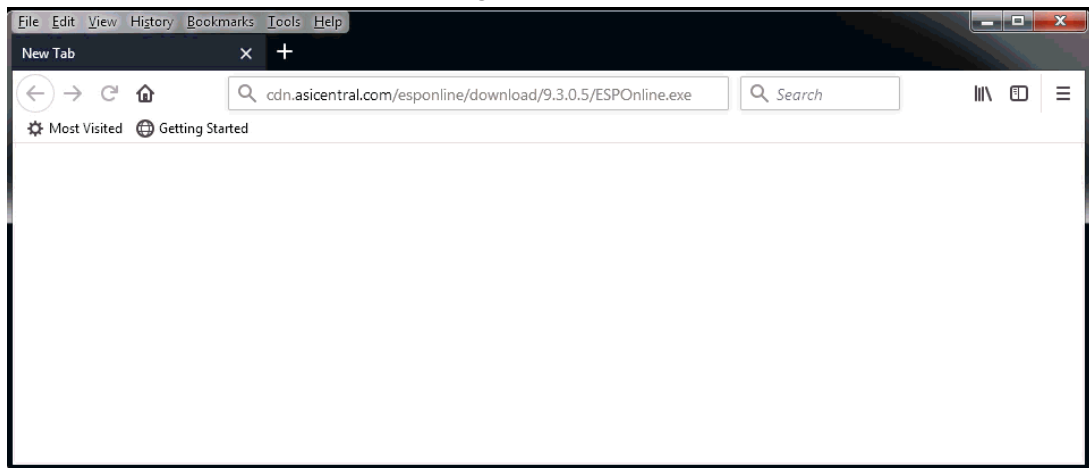 File Edit View History Bookmarks Tools Help
New Tab
cdn.asicentral.com/esponline/download/9.3.0.5/ESPOnline.exe Search
Most Visited Getting Started